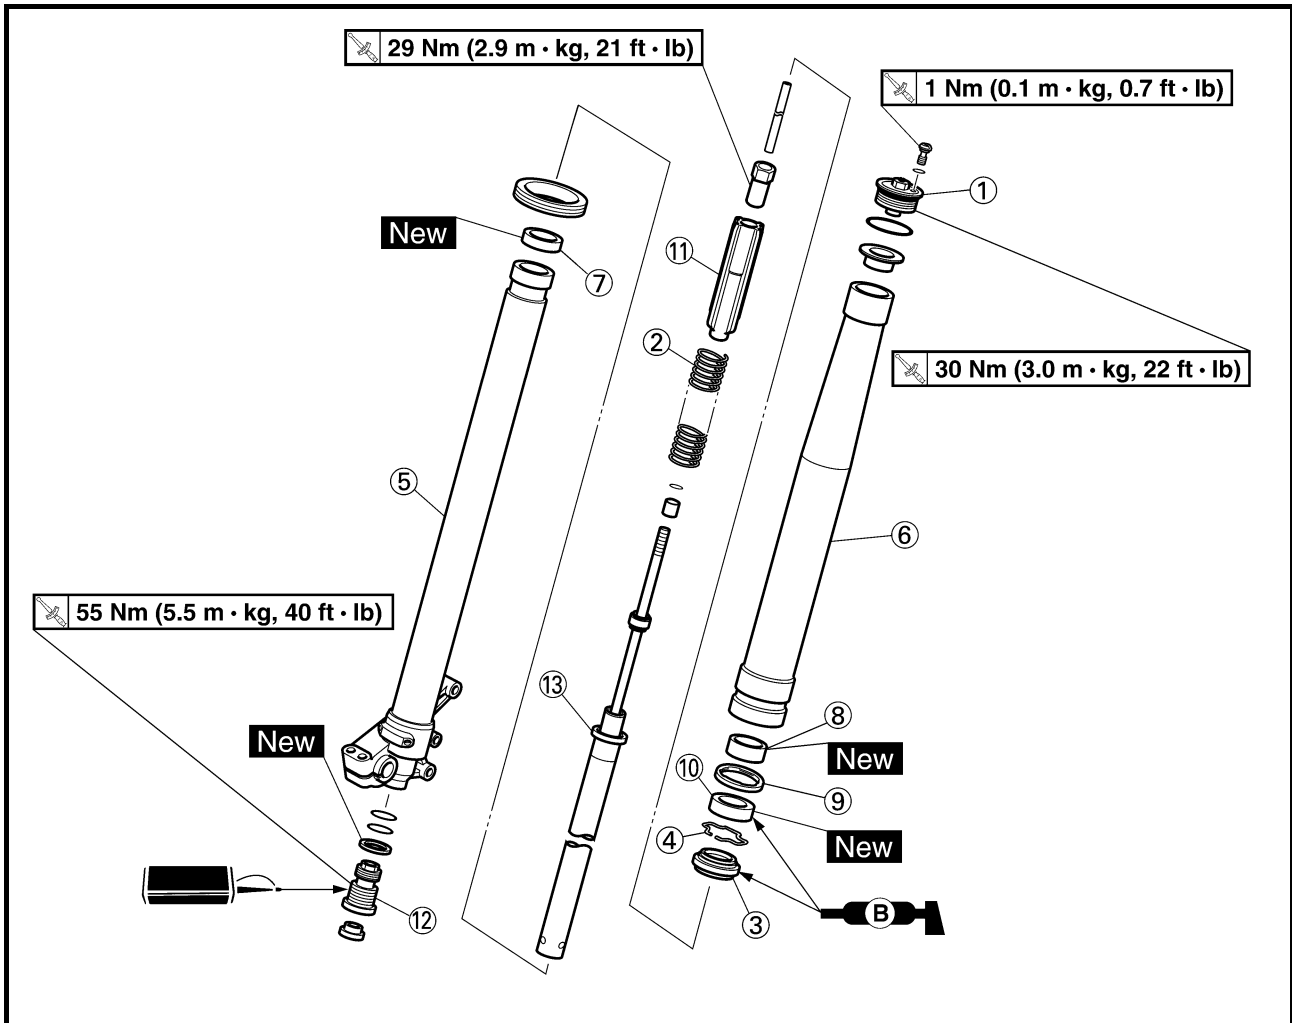 29 Nm (2.9 m · kg, 21 ft · lb)
1 Nm (0.1 m · kg, 0.7 ft · lb)
1
New
11
7
2
30 Nm (3.0 m · kg, 22 ft · lb)
5
6
55 Nm (5.5 m · kg, 40 ft · lb)
13
8
New
New
10
9
4
New
12
3
B